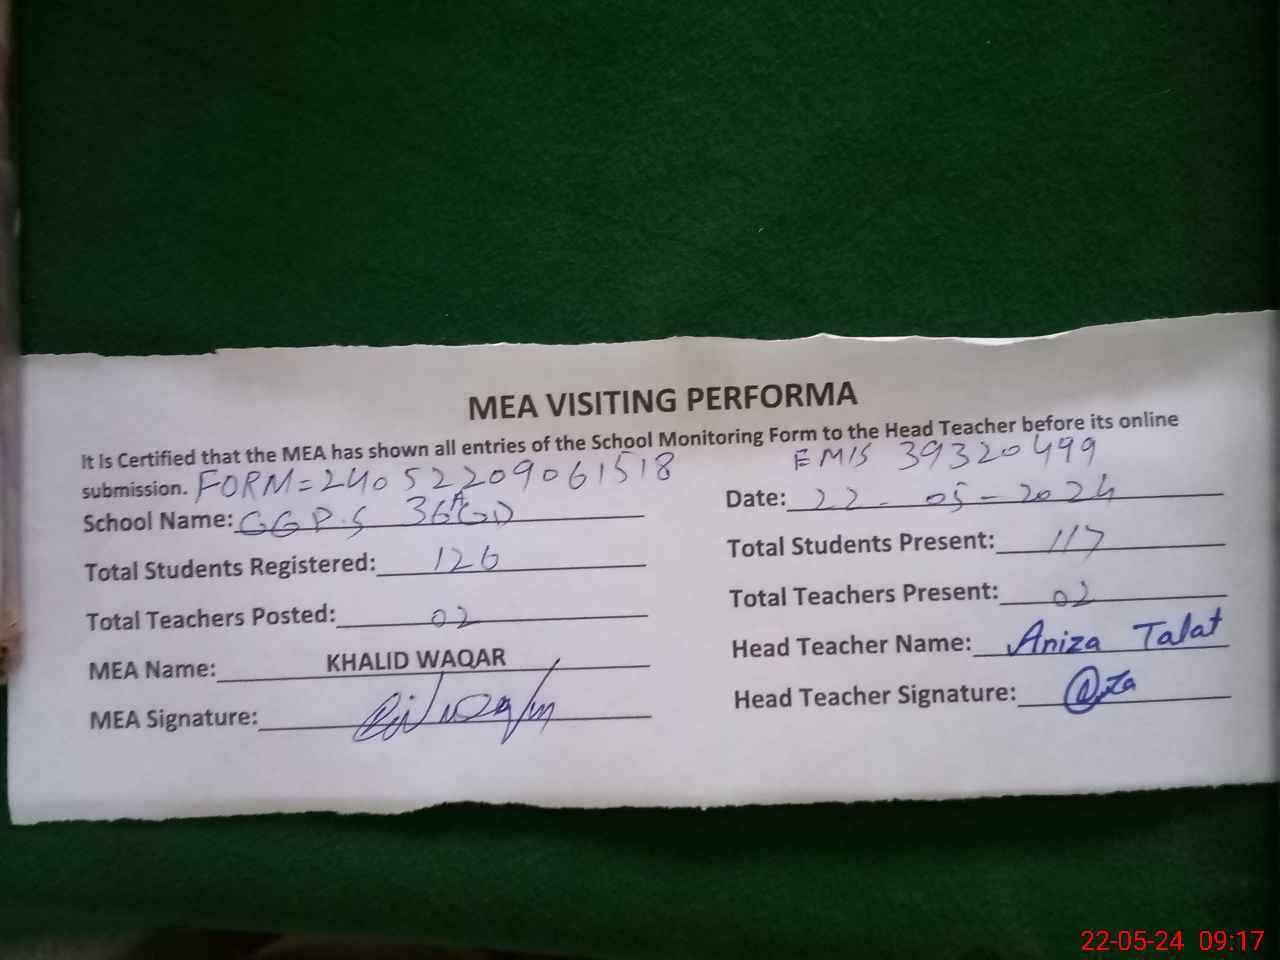 MEA VISITING PERFORMA
It Is Certified that the MEA has shown all entries of the School Monitoring Form to the Head Teacher before its online
submission. FORM=240522209061518 EMIS 39320499
School Name: GGPS 36AGD Date: 22-05-2024
Total Students Registered: 126 Total Students Present: 117
Total Teachers Posted: 02 Total Teachers Present: 02
MEA Name: KHALID WAQAR Head Teacher Name: Aniza Talat
MEA Signature: Head Teacher Signature:
22-05-24 09:17